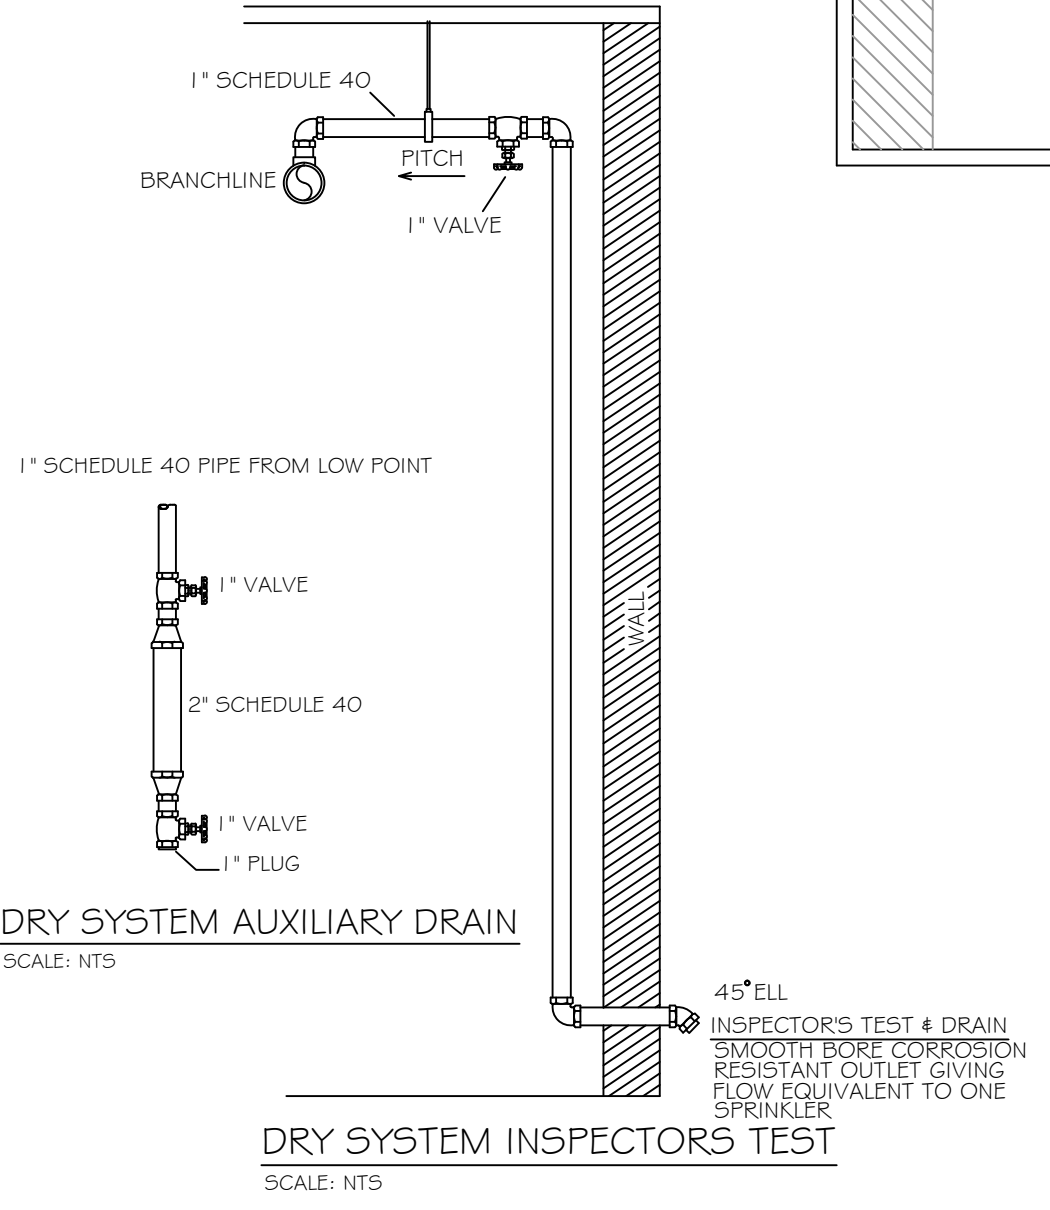 1" SCHEDULE 40
PITCH
BRANCHLINE
1" VALVE
1" SCHEDULE 40 PIPE FROM LOW POINT
1" VALVE
WALL
2" SCHEDULE 40
1" VALVE
1" PLUG
DRY SYSTEM AUXILIARY DRAIN
SCALE: NTS
45° ELL
INSPECTOR'S TEST & DRAIN
SMOOTH BORE CORROSION
RESISTANT OUTLET GIVING
FLOW EQUIVALENT TO ONE
SPRINKLER
DRY SYSTEM INSPECTORS TEST
SCALE: NTS